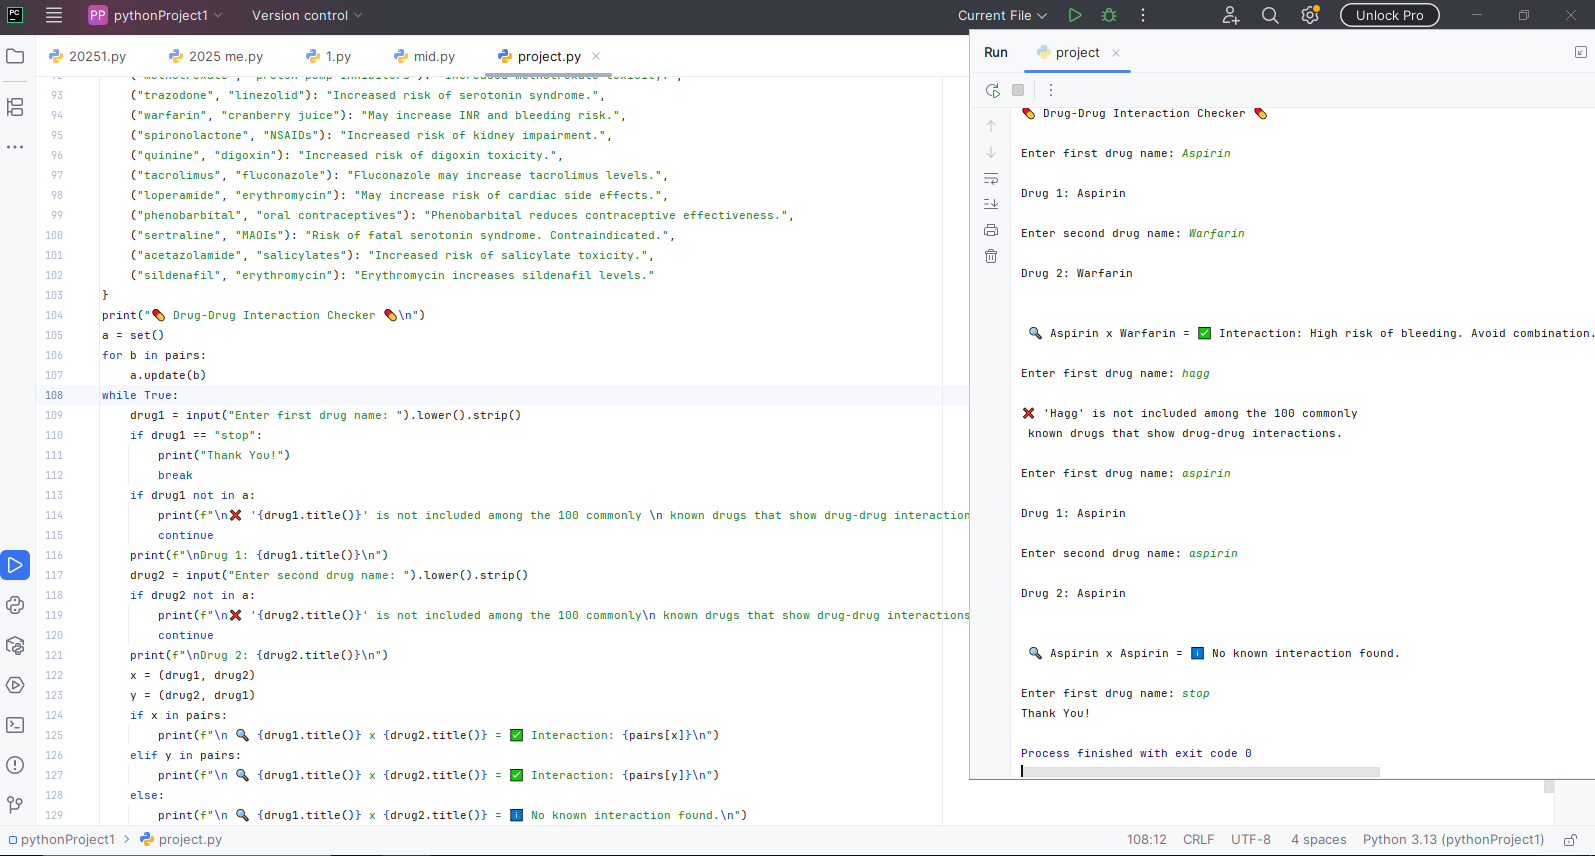 PC
PP pythonProject1
Version control
Current File
Unlock Pro
20251.py
2025 me.py
1.py
mid.py
project.py
92 ("methotrexate", "proton pump inhibitors"): "Increased methotrexate toxicity.",
93 ("trazodone", "linezolid"): "Increased risk of serotonin syndrome.",
94 ("warfarin", "cranberry juice"): "May increase INR and bleeding risk.",
95 ("spironolactone", "NSAIDs"): "Increased risk of kidney impairment.",
96 ("quinine", "digoxin"): "Increased risk of digoxin toxicity.",
97 ("tacrolimus", "fluconazole"): "Fluconazole may increase tacrolimus levels.",
98 ("loperamide", "erythromycin"): "May increase risk of cardiac side effects.",
99 ("phenobarbital", "oral contraceptives"): "Phenobarbital reduces contraceptive effectiveness.",
100 ("sertraline", "MAOIs"): "Risk of fatal serotonin syndrome. Contraindicated.",
101 ("acetazolamide", "salicylates"): "Increased risk of salicylate toxicity.",
102 ("sildenafil", "erythromycin"): "Erythromycin increases sildenafil levels."
103 }
104 print("💊 Drug-Drug Interaction Checker 💊\n")
105 a = set()
106 for b in pairs:
107 a.update(b)
108 while True:
109 drug1 = input("Enter first drug name: ").lower().strip()
110 if drug1 == "stop":
111 print("Thank You!")
112 break
113 if drug1 not in a:
114 print(f"\n❌ '{drug1.title()}' is not included among the 100 commonly \n known drugs that show drug-drug interaction
115 continue
116 print(f"\nDrug 1: {drug1.title()}\n")
117 drug2 = input("Enter second drug name: ").lower().strip()
118 if drug2 not in a:
119 print(f"\n❌ '{drug2.title()}' is not included among the 100 commonly\n known drugs that show drug-drug interactions
120 continue
121 print(f"\nDrug 2: {drug2.title()}\n")
122 x = (drug1, drug2)
123 y = (drug2, drug1)
124 if x in pairs:
125 print(f"\n 🔍 {drug1.title()} x {drug2.title()} = ✅ Interaction: {pairs[x]}\n")
126 elif y in pairs:
127 print(f"\n 🔍 {drug1.title()} x {drug2.title()} = ✅ Interaction: {pairs[y]}\n")
128 else:
129 print(f"\n 🔍 {drug1.title()} x {drug2.title()} = ℹ️ No known interaction found.\n")
Run
project
💊 Drug-Drug Interaction Checker 💊
Enter first drug name: Aspirin
Drug 1: Aspirin
Enter second drug name: Warfarin
Drug 2: Warfarin
🔍 Aspirin x Warfarin = ✅ Interaction: High risk of bleeding. Avoid combination.
Enter first drug name: hagg
❌ 'Hagg' is not included among the 100 commonly
known drugs that show drug-drug interactions.
Enter first drug name: aspirin
Drug 1: Aspirin
Enter second drug name: aspirin
Drug 2: Aspirin
🔍 Aspirin x Aspirin = ℹ️ No known interaction found.
Enter first drug name: stop
Thank You!
Process finished with exit code 0
pythonProject1 > project.py
108:12 CRLF UTF-8 4 spaces Python 3.13 (pythonProject1)